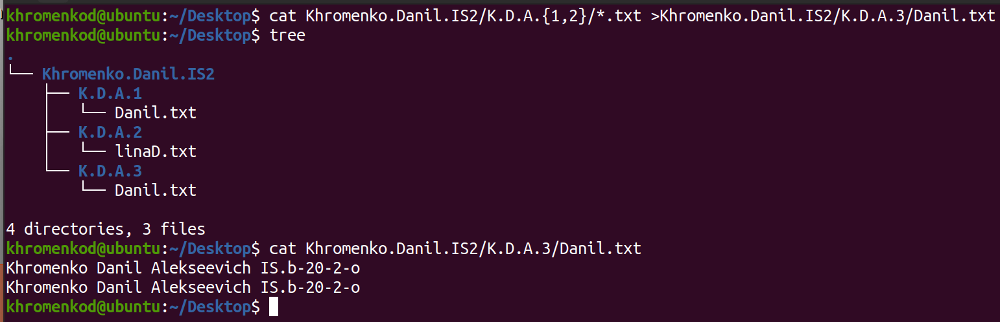 khromenkod@ubuntu:~/Desktop$ cat Khromenko.Danil.IS2/K.D.A.{1,2}/*.txt >Khromenko.Danil.IS2/K.D.A.3/Danil.txt
khromenkod@ubuntu:~/Desktop$ tree
.
└── Khromenko.Danil.IS2
    ├── K.D.A.1
    │   └── Danil.txt
    ├── K.D.A.2
    │   └── linaD.txt
    └── K.D.A.3
        └── Danil.txt
4 directories, 3 files
khromenkod@ubuntu:~/Desktop$ cat Khromenko.Danil.IS2/K.D.A.3/Danil.txt
Khromenko Danil Alekseevich IS.b-20-2-o
Khromenko Danil Alekseevich IS.b-20-2-o
khromenkod@ubuntu:~/Desktop$